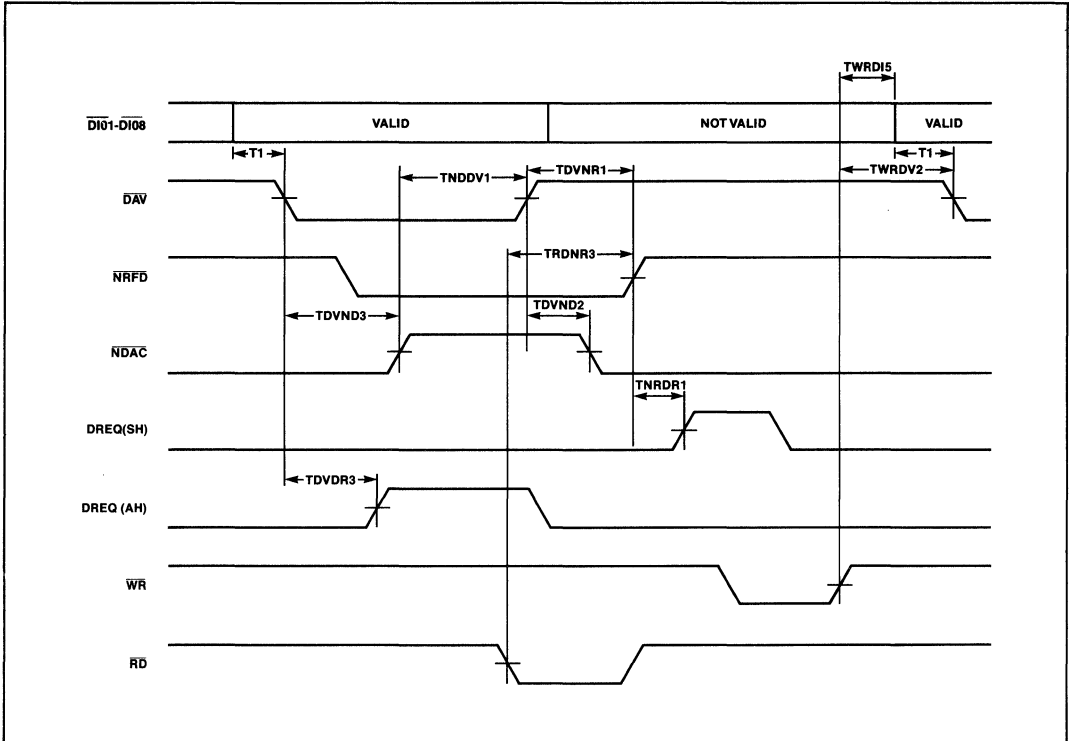 TWRDI5
DI01-DI08
VALID
NOT VALID
VALID
T1
TNDDV1
TDVNR1
T1
TWRDV2
DAV
TRDNR3
NRFD
TDVND3
TDVND2
NDAC
TNRDR1
DREQ(SH)
TDVDR3
DREQ (AH)
WR
RD